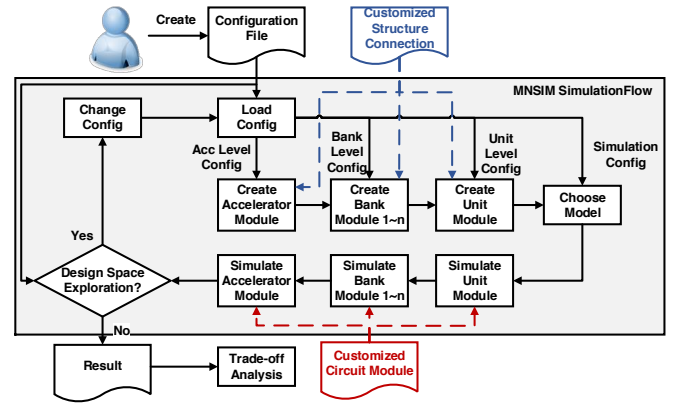 Create
Configuration
File
Customized
Structure
Connection
MNSIM SimulationFlow
Change
Config
Load
Config
Acc Level
Config
Bank
Level
Config
Unit
Level
Config
Simulation
Config
Create
Accelerator
Module
Create
Bank
Module 1~n
Create
Unit
Module
Choose
Model
Yes
Design Space
Exploration?
Simulate
Accelerator
Module
Simulate
Bank
Module 1~n
Simulate
Unit
Module
No
Result
Trade-off
Analysis
Customized
Circuit Module